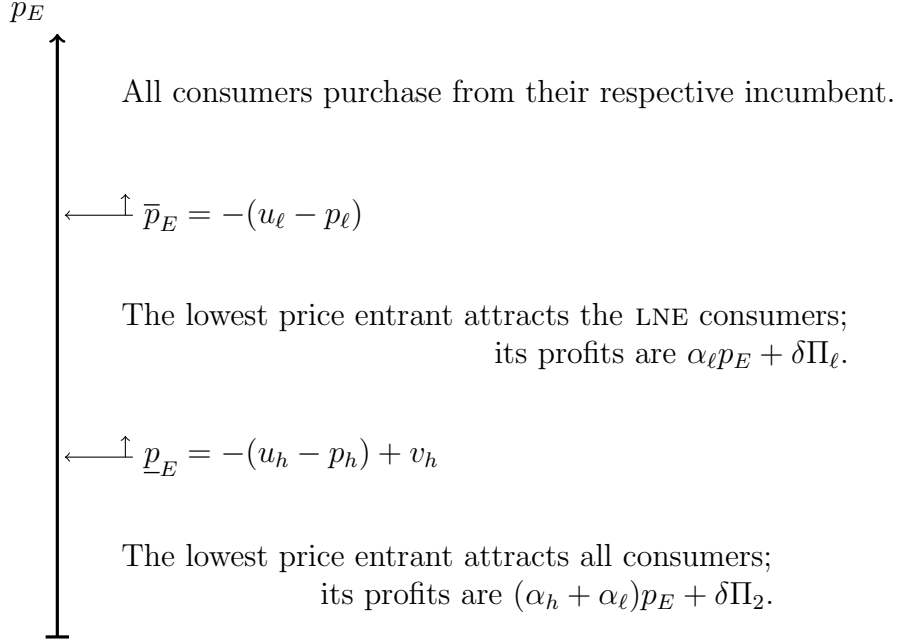 p_E
All consumers purchase from their respective incumbent.
p̅_E = −(u_ℓ − p_ℓ)
The lowest price entrant attracts the LNE consumers;
its profits are α_ℓ p_E + δΠ_ℓ.
p̲_E = −(u_h − p_h) + v_h
The lowest price entrant attracts all consumers;
its profits are (α_h + α_ℓ)p_E + δΠ_2.